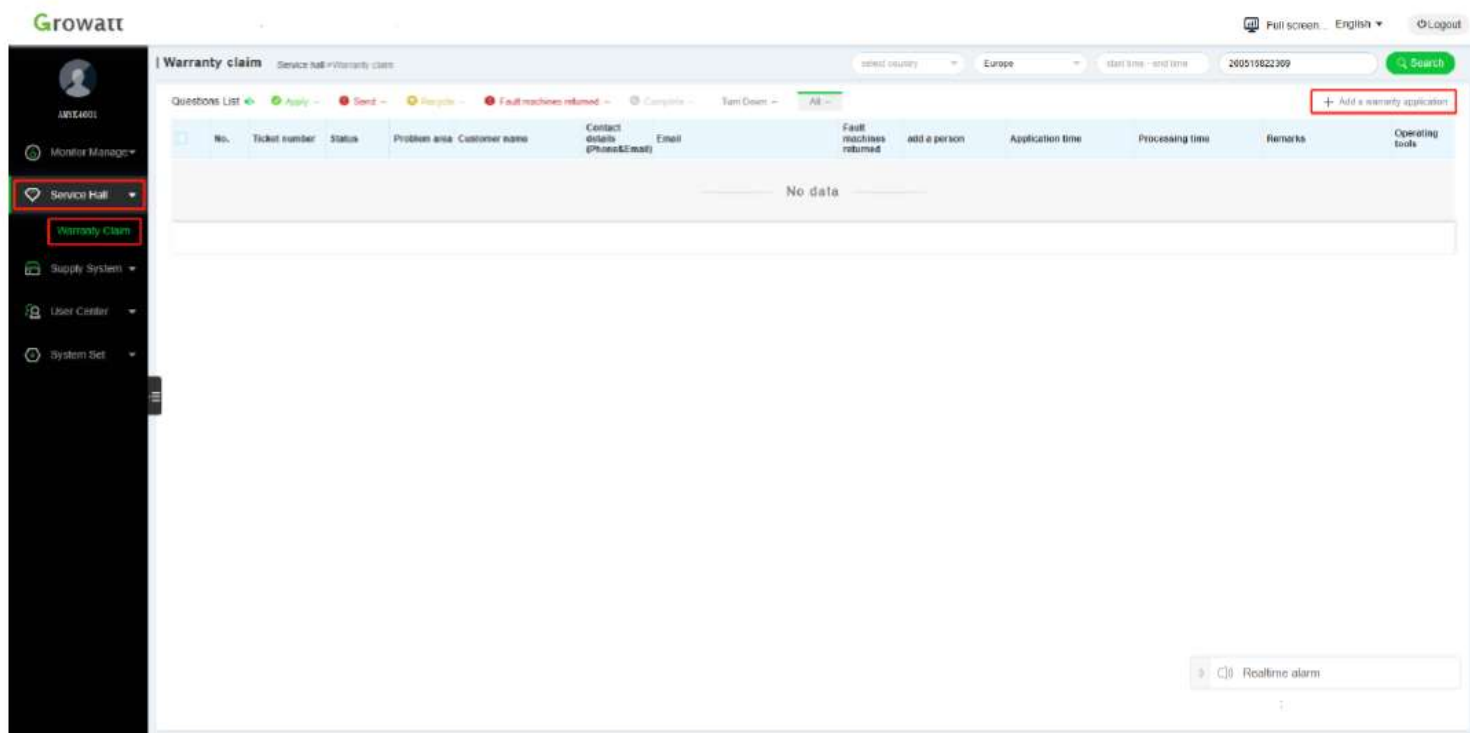 Growatt
Full screen... English
Logout
Warranty claim Service hall
Europe
Search
Questions List Apply Send Fault machines returned Complete Turn Down All
+ Add a warranty application
No. Ticket number Status Problem area Customer name Contact details (Phone&Email) Email Fault machines returned add a person Application time Processing time Remarks Operating tools
No data
Monitor Manage
Service Hall
Warranty Claim
Supply System
User Center
System Set
Realtime alarm